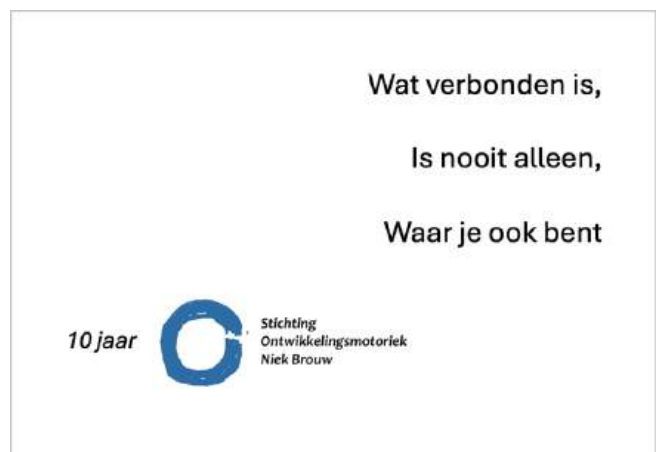 Wat verbonden is,
Is nooit alleen,
Waar je ook bent
10 jaar
Stichting
Ontwikkelingsmotoriek
Niek Brouw